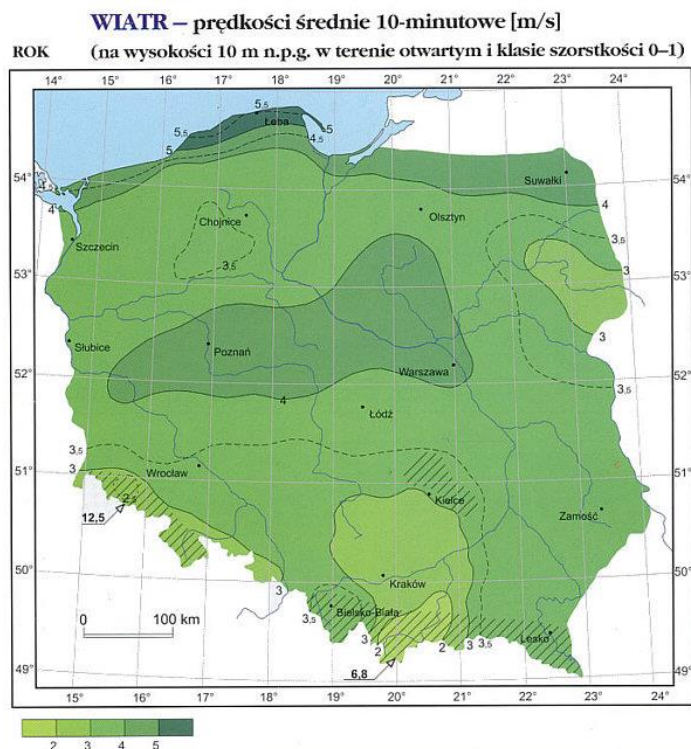 WIATR – prędkości średnie 10-minutowe [m/s]
ROK (na wysokości 10 m n.p.g. w terenie otwartym i klasie szorstkości 0–1)
14° 15° 16° 17° 18° 19° 20° 21° 22° 23° 24°
5,5
Łeba
5
5,5
4,5
5
54°
4,5
4
Suwałki
54°
4
Chojnice
Olsztyn
3,5
Szczecin
3,5
3
53°
53°
Słubice
Poznań
3
52°
Warszawa
52°
3,5
4
Łódź
3,5
51°
3
Wrocław
51°
2,5
Kielce
12,5
Zamość
50°
Kraków
50°
3
0 100 km
3,5
Bielsko-Biała
Lesko
3
2
2
3
3,5
49°
6,8
49°
15° 16° 17° 18° 19° 20° 21° 22° 23°
2 3 4 5